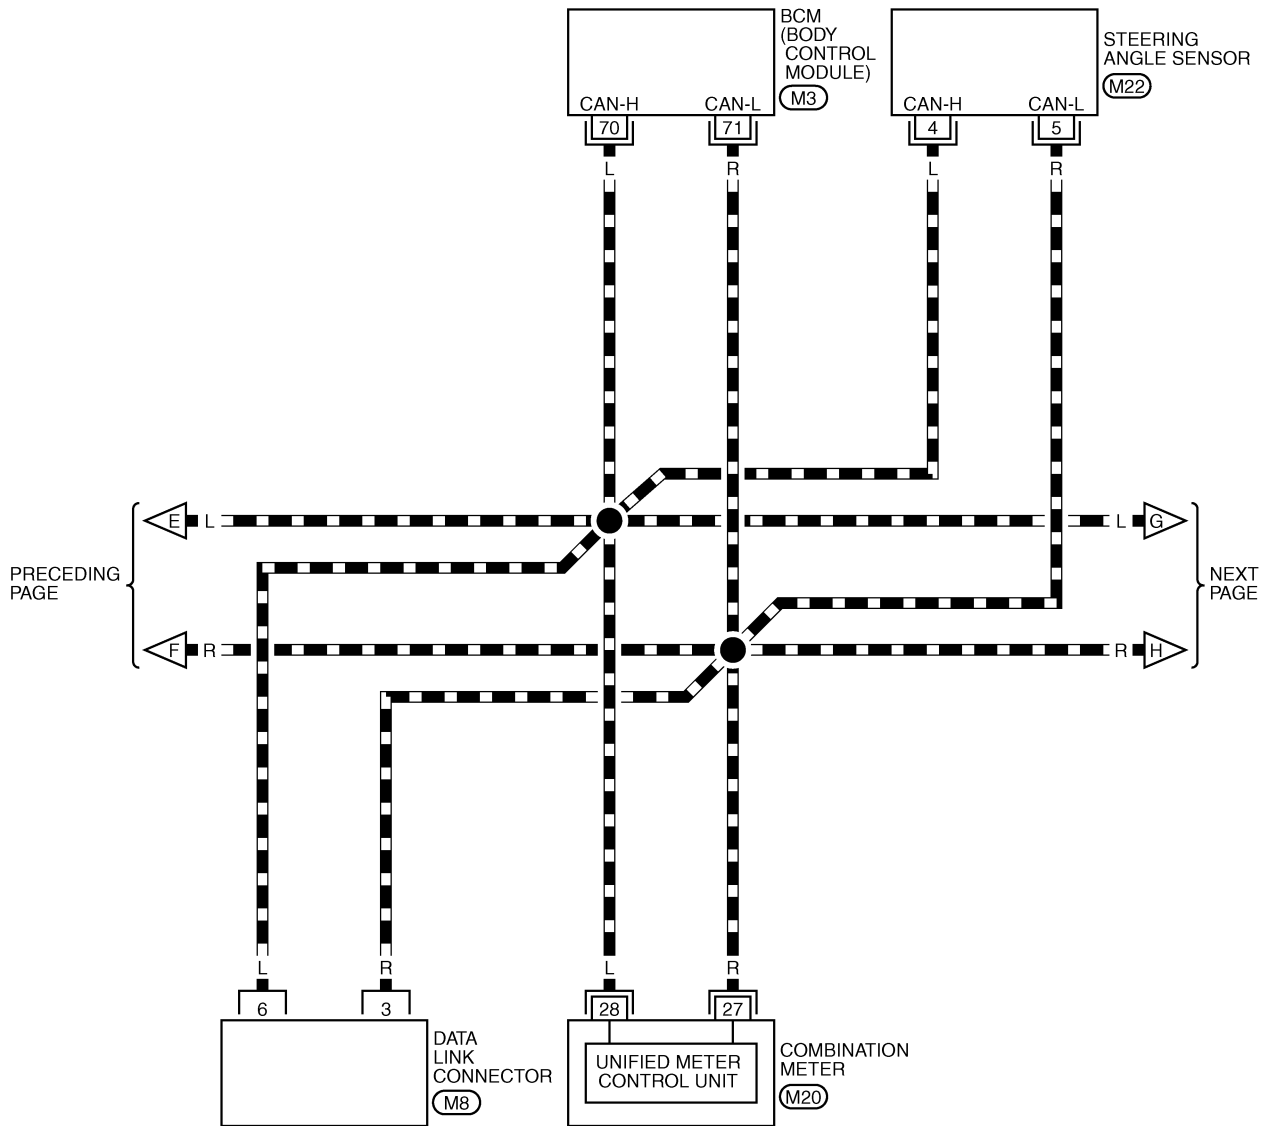 BCM
(BODY
CONTROL
MODULE)
M3
CAN-H
CAN-L
70
71
L
R
STEERING
ANGLE SENSOR
M22
CAN-H
CAN-L
4
5
L
R
PRECEDING
PAGE
E
L
F
R
L
G
R
H
NEXT
PAGE
L
R
6
3
DATA
LINK
CONNECTOR
M8
L
R
28
27
UNIFIED METER
CONTROL UNIT
COMBINATION
METER
M20